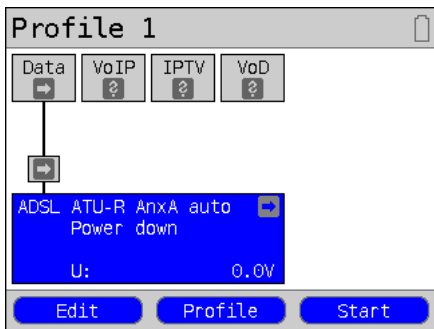 Profile 1
Data VoIP IPTV VoD
? ? ?
ADSL ATU-R AnxA auto
Power down
U: 0.0V
Edit Profile Start